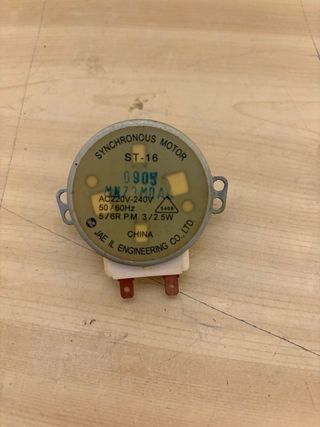 SYNCHRONOUS MOTOR
ST-16
0905
AC220V-240V
50/60Hz
5/6R.P.M 3/2.5W
JAE IL ENGINEERING CO.,LTD.
CHINA